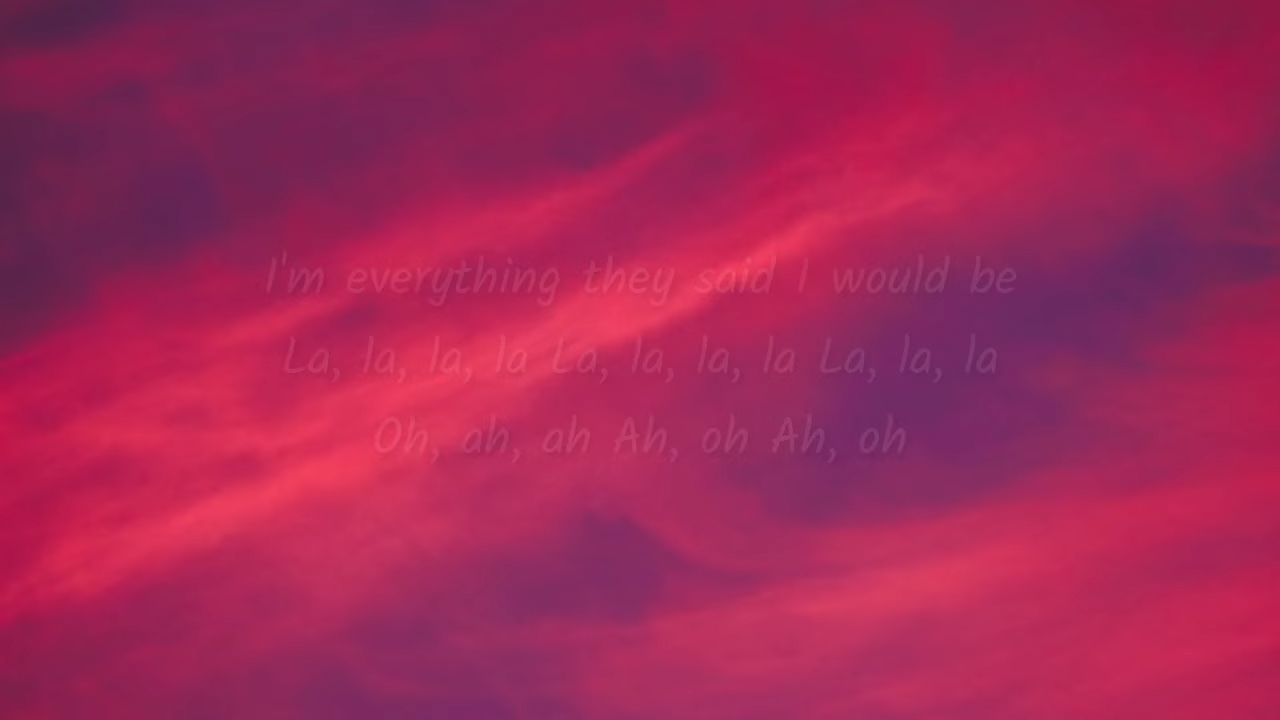 I'm everything they said I would be
La, la, la, la La, la, la, la La, la, la
Oh, ah, ah Ah, oh Ah, oh